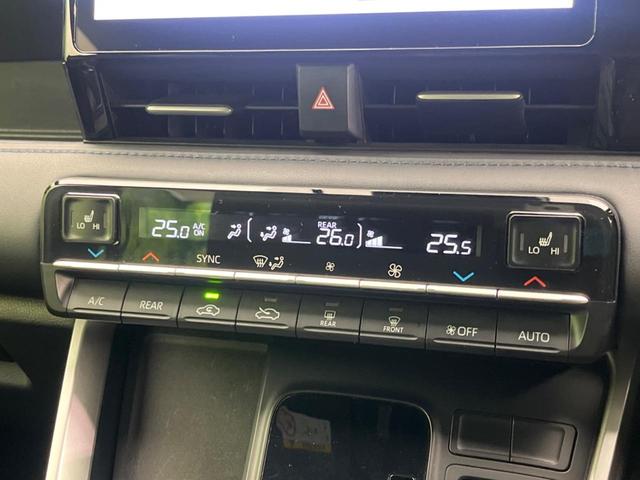 LO HI
25.0 A/C ON
REAR
26.0
25.5
LO HI
SYNC
A/C
REAR
REAR
FRONT
OFF
AUTO